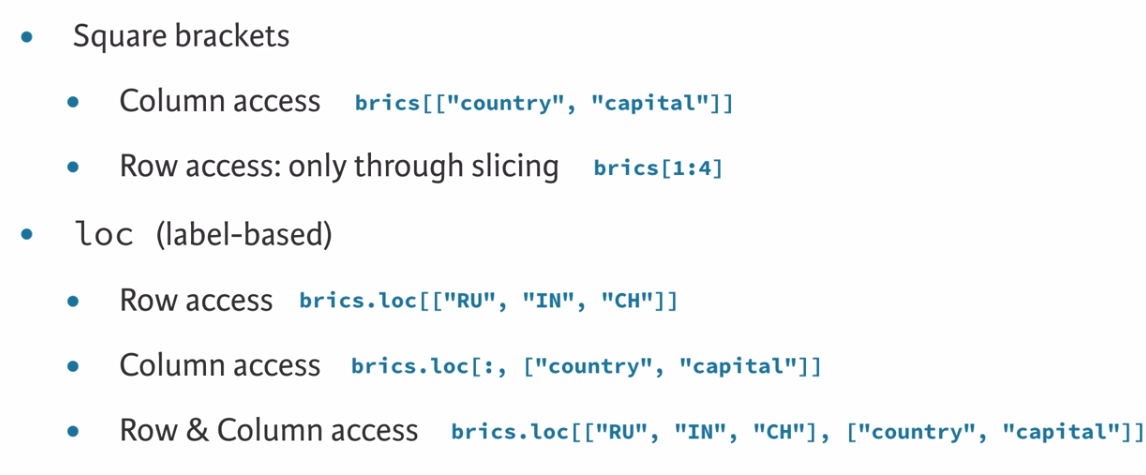 Square brackets
Column access brics[["country", "capital"]]
Row access: only through slicing brics[1:4]
loc (label-based)
Row access brics.loc[["RU", "IN", "CH"]]
Column access brics.loc[:, ["country", "capital"]]
Row & Column access brics.loc[["RU", "IN", "CH"], ["country", "capital"]]